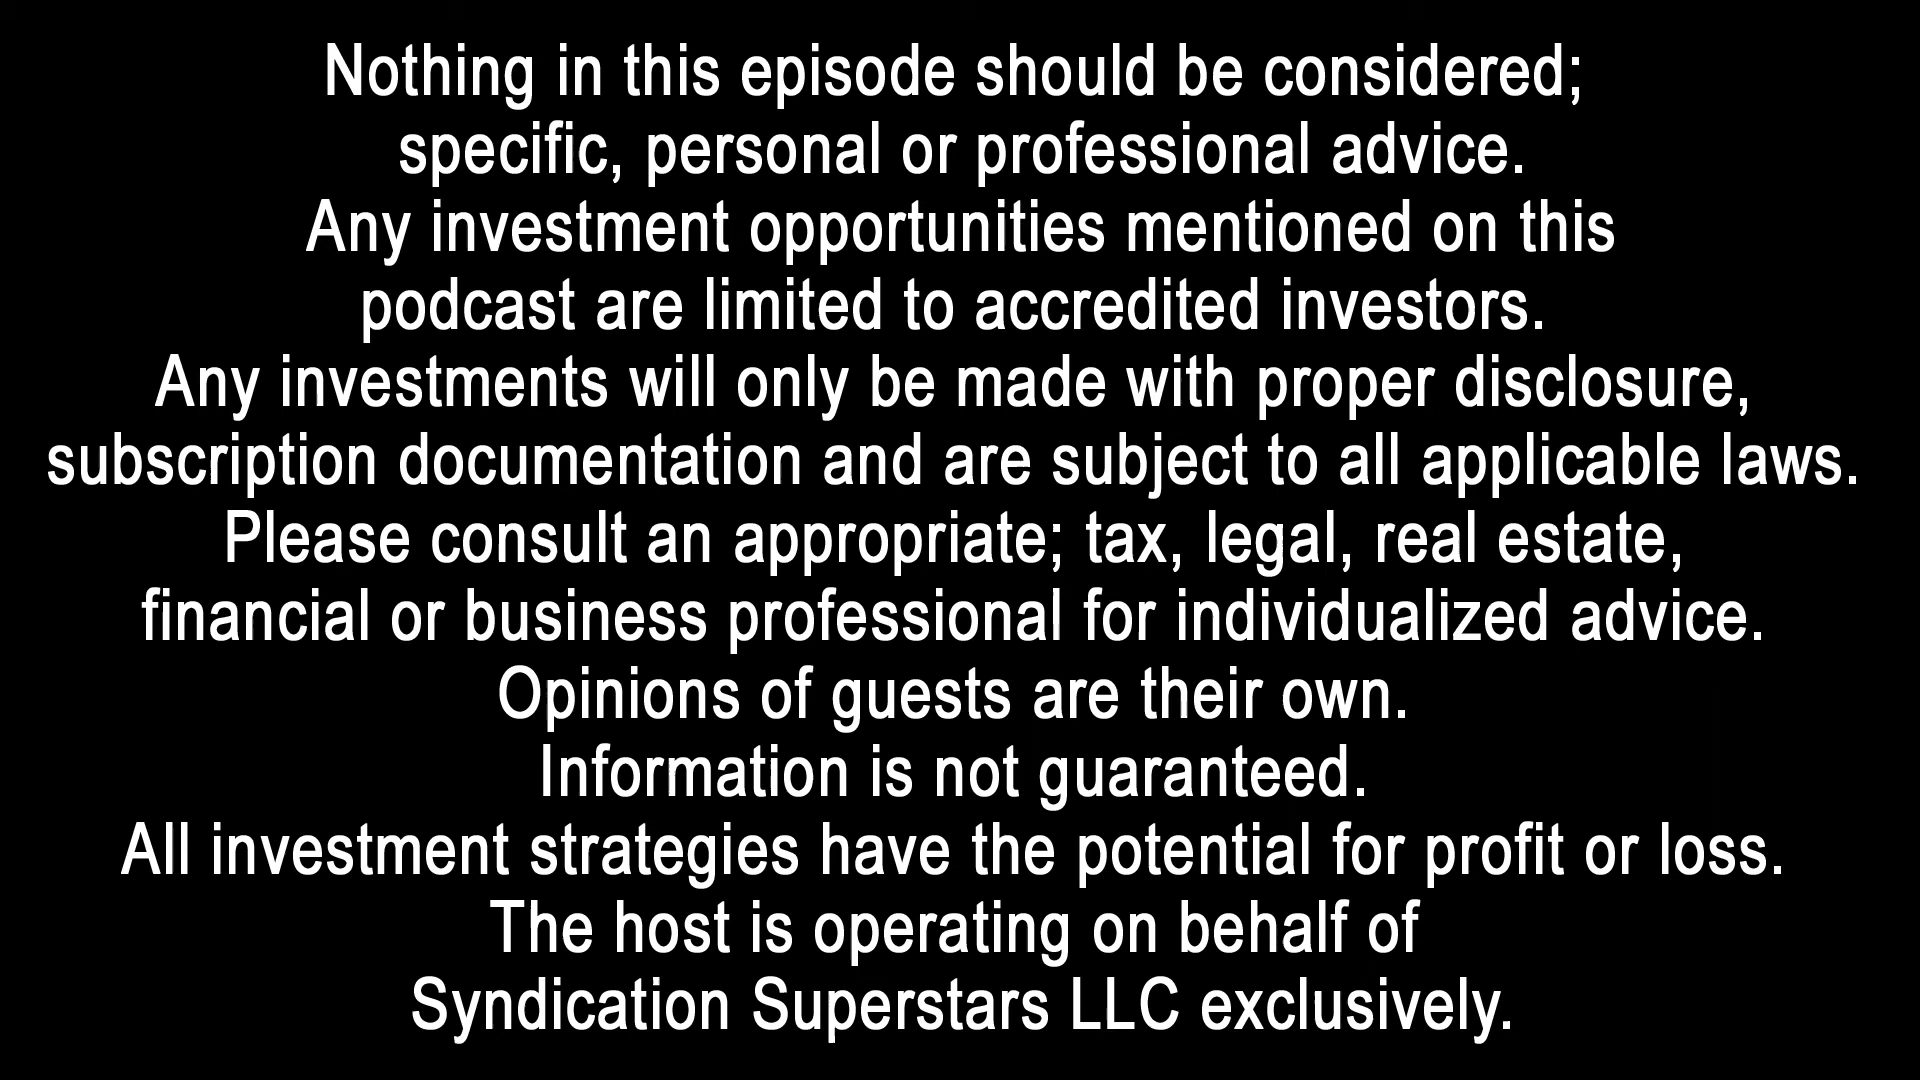 Nothing in this episode should be considered;
specific, personal or professional advice.
Any investment opportunities mentioned on this
podcast are limited to accredited investors.
Any investments will only be made with proper disclosure,
subscription documentation and are subject to all applicable laws.
Please consult an appropriate; tax, legal, real estate,
financial or business professional for individualized advice.
Opinions of guests are their own.
Information is not guaranteed.
All investment strategies have the potential for profit or loss.
The host is operating on behalf of
Syndication Superstars LLC exclusively.